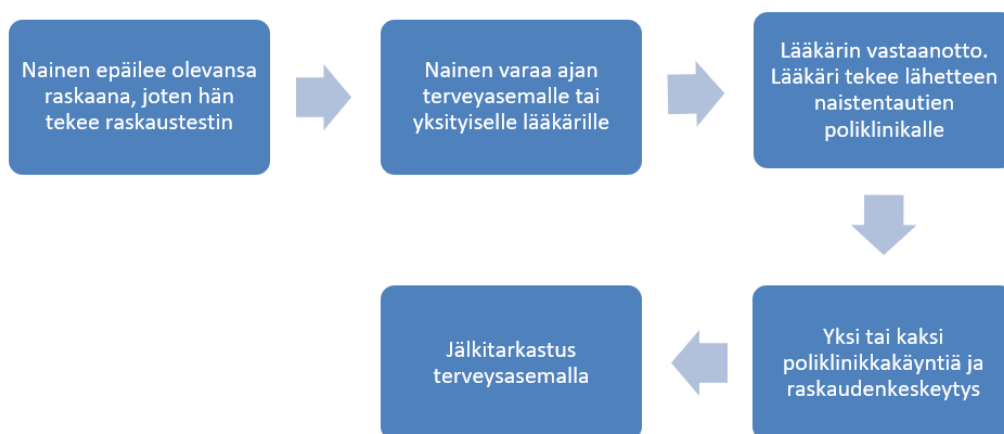 Nainen epäilee olevansa
raskaana, joten hän
tekee raskaustestin
Nainen varaa ajan
terveyasemalle tai
yksityiselle lääkärille
Lääkärin vastaanotto.
Lääkäri tekee lähetteen
naistentautien
poliklinikalle
Yksi tai kaksi
poliklinikkakäyntiä ja
raskaudenkeskeytys
Jälkitarkastus
terveysasemalla